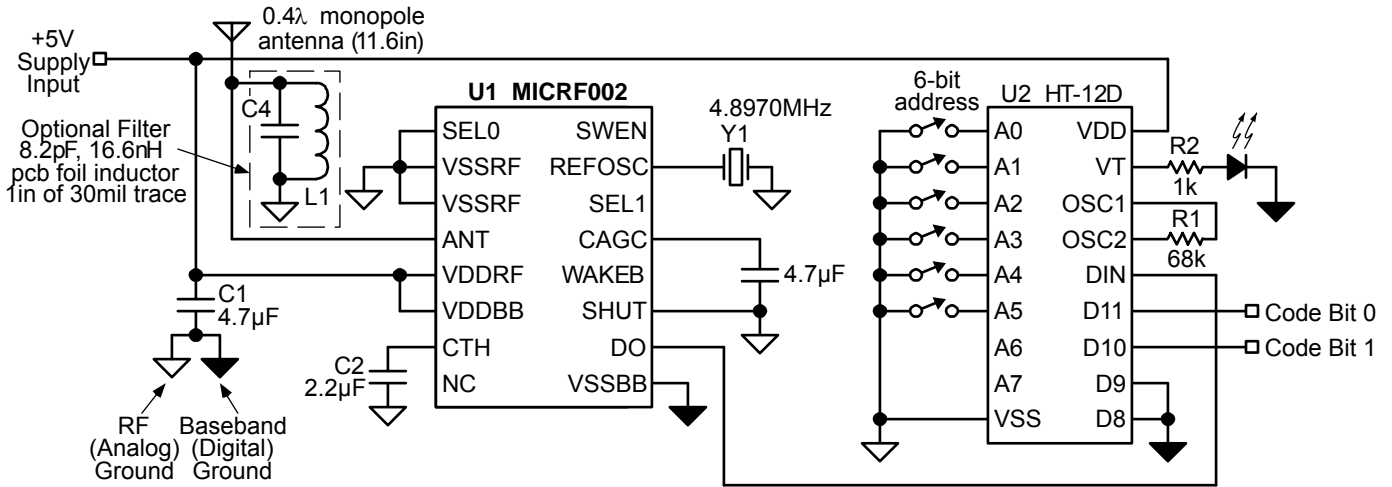 0.4λ monopole
antenna (11.6in)
+5V
Supply
Input
C4
Optional Filter
8.2pF, 16.6nH
pcb foil inductor
1in of 30mil trace
L1
U1 MICRF002
SEL0
VSSRF
VSSRF
ANT
VDDRF
VDDBB
CTH
NC
SWEN
REFOSC
SEL1
CAGC
WAKEB
SHUT
DO
VSSBB
4.8970MHz
Y1
4.7µF
C1
4.7µF
C2
2.2µF
RF
(Analog)
Ground
Baseband
(Digital)
Ground
6-bit
address
U2 HT-12D
A0
A1
A2
A3
A4
A5
A6
A7
VSS
VDD
VT
OSC1
OSC2
DIN
D11
D10
D9
D8
R2
1k
R1
68k
Code Bit 0
Code Bit 1